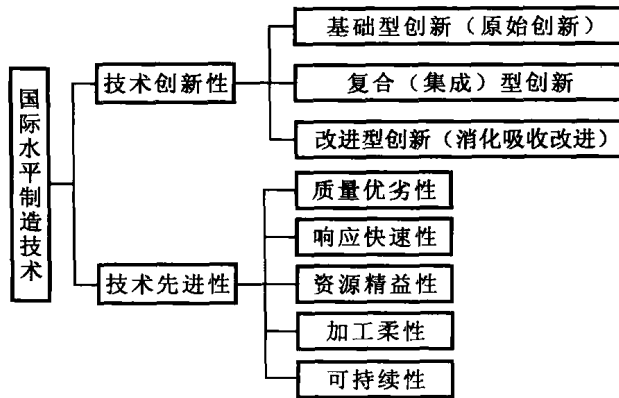 国际水平制造技术
技术创新性
基础型创新（原始创新）
复合（集成）型创新
改进型创新（消化吸收改进）
技术先进性
质量优劣性
响应快速性
资源精益性
加工柔性
可持续性